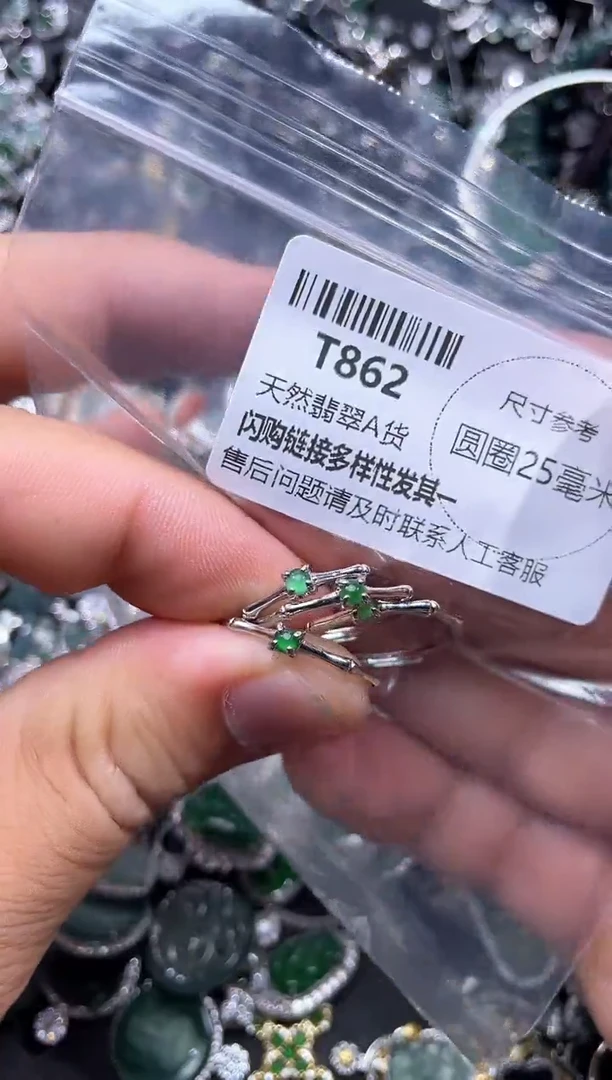 T862
天然翡翠A货
闪购链接多样性发其一
售后问题请及时联系人工客服
尺寸参考
圆圈25毫米